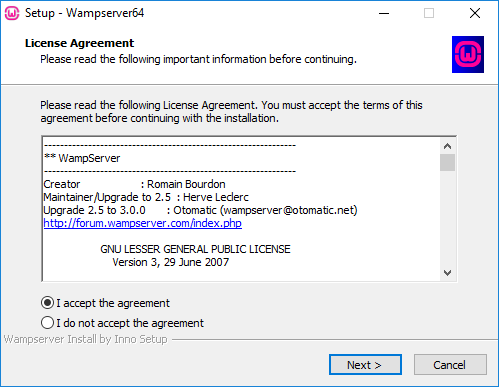 Setup - Wampserver64
License Agreement
Please read the following important information before continuing.
Please read the following License Agreement. You must accept the terms of this
agreement before continuing with the installation.
------------------------------------------------------------
** WampServer
------------------------------------------------------------
Creator : Romain Bourdon
Maintainer/Upgrade to 2.5 : Herve Leclerc
Upgrade 2.5 to 3.0.0 : Otomatic (wampserver@otomatic.net)
http://forum.wampserver.com/index.php
GNU LESSER GENERAL PUBLIC LICENSE
Version 3, 29 June 2007
I accept the agreement
I do not accept the agreement
Wampserver Install by Inno Setup
Next >
Cancel